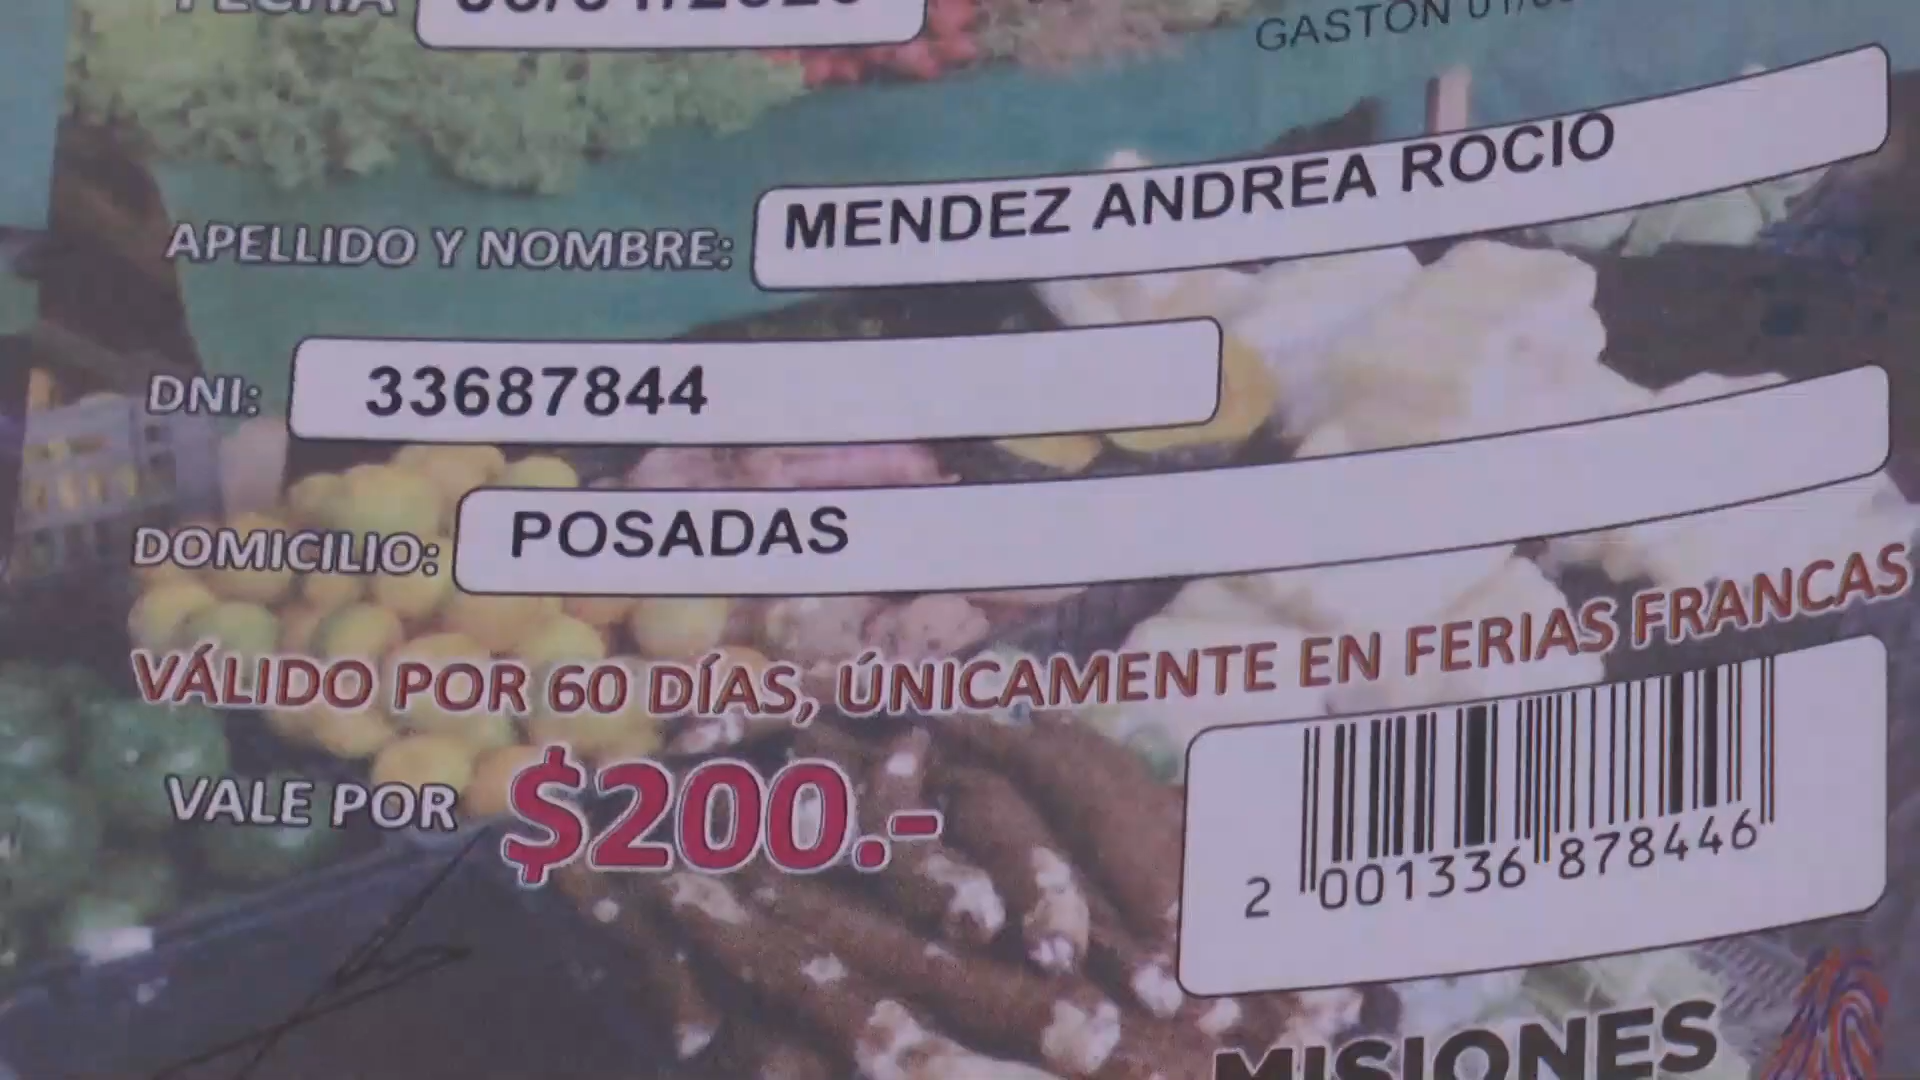 FECHA
GASTON
APELLIDO Y NOMBRE: MENDEZ ANDREA ROCIO
DNI: 33687844
DOMICILIO: POSADAS
VÁLIDO POR 60 DÍAS, ÚNICAMENTE EN FERIAS FRANCAS
VALE POR $200.-
2 001336 878446
MISIONES